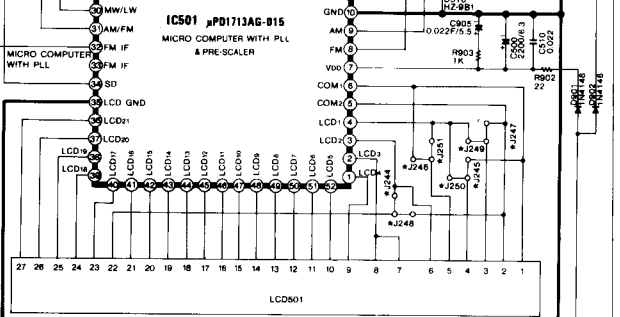 30 MW/LW
31 AM/FM
32 FM IF
33 FM IF
34 SD
35 LCD GND
36 LCD21
37 LCD20
38
39
MICRO COMPUTER
WITH PLL
LCD19
LCD18
IC501 μPD1713AG-015
MICRO COMPUTER WITH PLL
& PRE-SCALER
GND 10
AM 9
FM 8
VDD 7
COM1 6
COM2 5
LCD1 4
LCD2 3
2 LCD3
1 LCD4
HZ-9B1
C905
0.022F/5.5
R903
1K
C500
2200/6.3
C510
0.022
R902
22
D901
1N4148
D902
1N4148
*J251
*J249
*J247
*J246
*J245
*J250
*J244
*J248
LCD17 LCD16 LCD15 LCD14 LCD13 LCD12 LCD11 LCD10 LCD9 LCD8 LCD7 LCD6 LCD5
40 41 42 43 44 45 46 47 48 49 50 51 52
27 26 25 24 23 22 21 20 19 18 17 16 15 14 13 12 11 10 9 8 7 6 5 4 3 2 1
LCD501